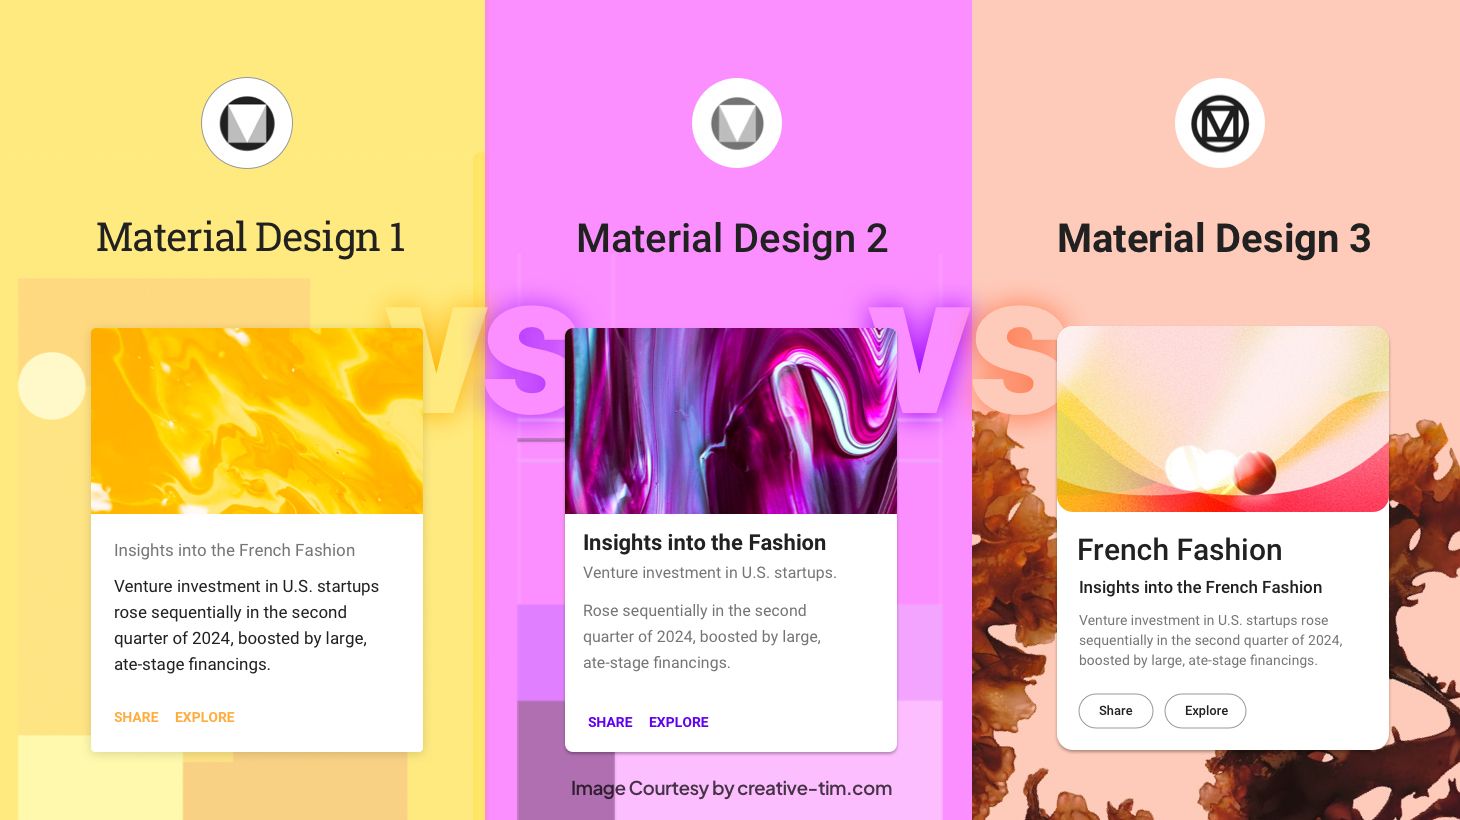 Material Design 1
Insights into the French Fashion
Venture investment in U.S. startups
rose sequentially in the second
quarter of 2024, boosted by large,
ate-stage financings.
SHARE EXPLORE
VS
Material Design 2
Insights into the Fashion
Venture investment in U.S. startups.
Rose sequentially in the second
quarter of 2024, boosted by large,
ate-stage financings.
SHARE EXPLORE
Image Courtesy by creative-tim.com
VS
Material Design 3
French Fashion
Insights into the French Fashion
Venture investment in U.S. startups rose
sequentially in the second quarter of 2024,
boosted by large, ate-stage financings.
Share Explore